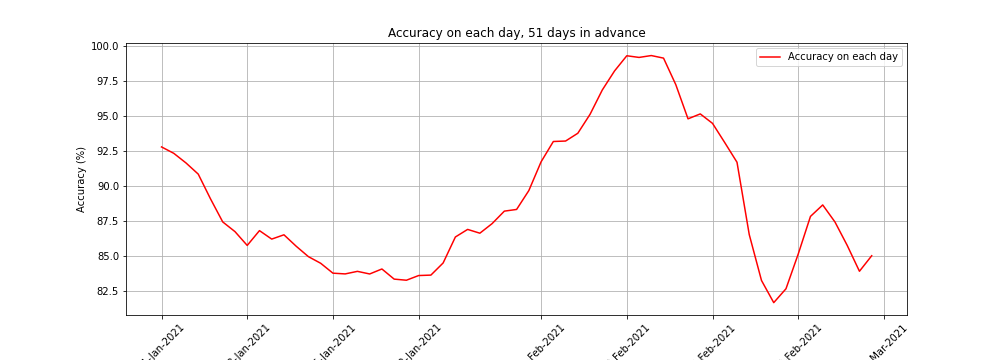 Accuracy on each day, 51 days in advance
Accuracy on each day
Accuracy (%)
100.0
97.5
95.0
92.5
90.0
87.5
85.0
82.5
-Jan-2021
-Jan-2021
-Jan-2021
-Jan-2021
Feb-2021
Feb-2021
Feb-2021
Feb-2021
Mar-2021